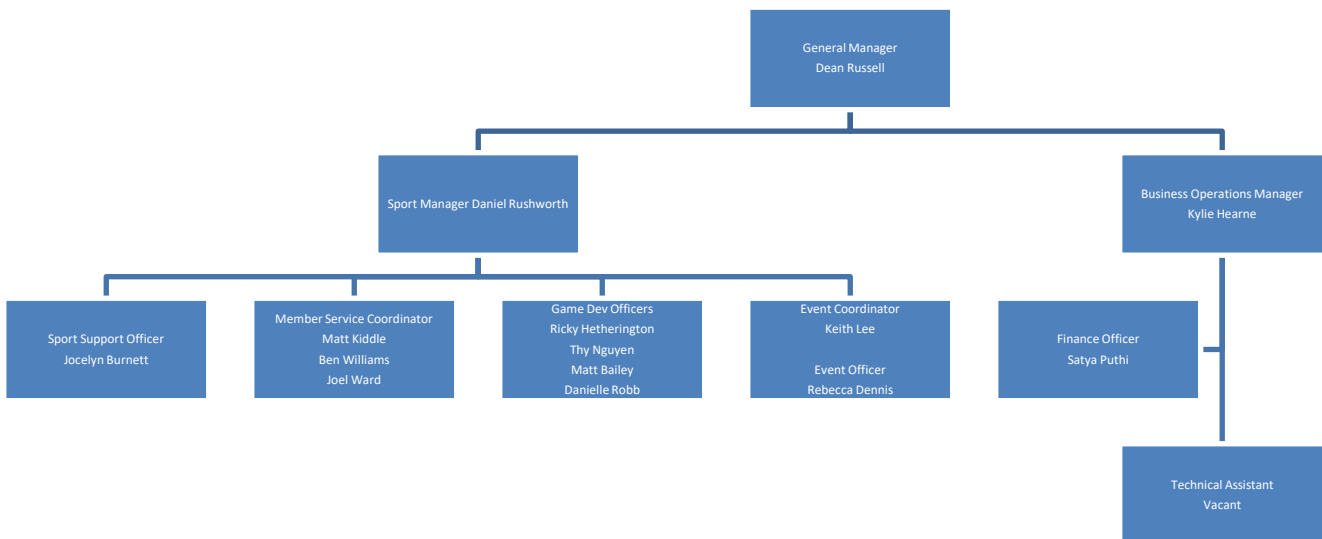 General Manager
Dean Russell
Sport Manager Daniel Rushworth
Business Operations Manager
Kylie Hearne
Sport Support Officer
Jocelyn Burnett
Member Service Coordinator
Matt Kiddle
Ben Williams
Joel Ward
Game Dev Officers
Ricky Hetherington
Thy Nguyen
Matt Bailey
Danielle Robb
Event Coordinator
Keith Lee
Event Officer
Rebecca Dennis
Finance Officer
Satya Puthi
Technical Assistant
Vacant